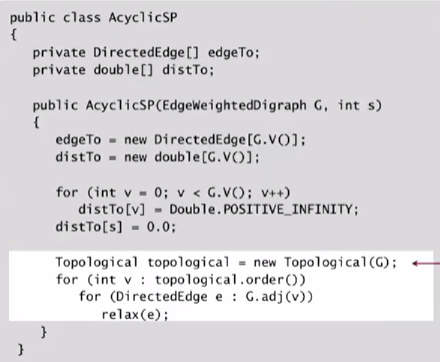 public class AcyclicSP
{
private DirectedEdge[] edgeTo;
private double[] distTo;
public AcyclicSP(EdgeWeightedDigraph G, int s)
{
edgeTo = new DirectedEdge[G.V()];
distTo = new double[G.V()];
for (int v = 0; v < G.V(); v++)
distTo[v] = Double.POSITIVE_INFINITY;
distTo[s] = 0.0;
Topological topological = new Topological(G);
for (int v : topological.order())
for (DirectedEdge e : G.adj(v))
relax(e);
}
}